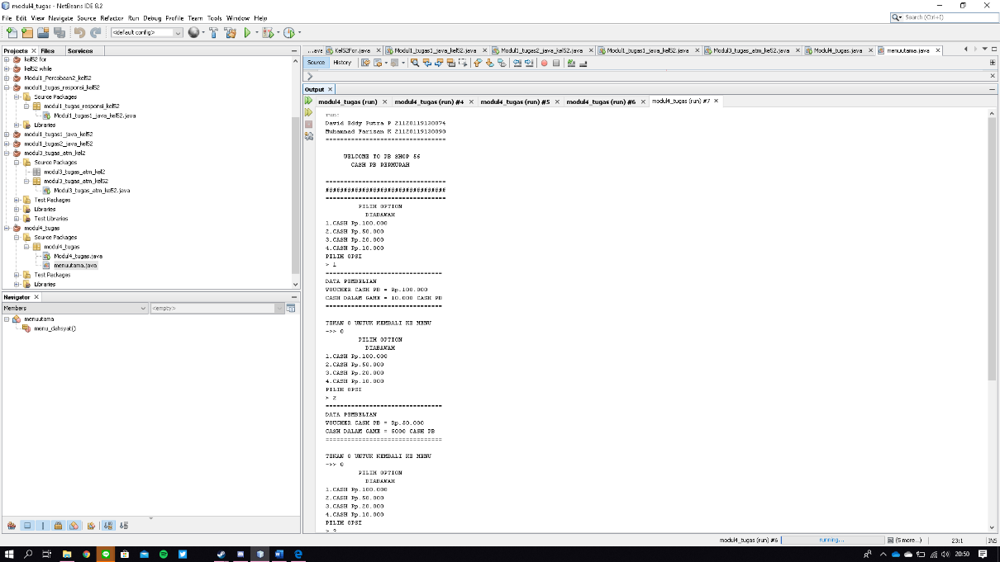 modul4_tugas - NetBeans IDE 8.2
File Edit View Navigate Source Refactor Run Debug Profile Team Tools Window Help
Search (Ctrl+I)
<default config>
Projects Files Services
...ava Kel52For.java Modul1_tugas1_java_kel52.java Modul1_tugas2_java_kel52.java Modul1_tugas1_java_kel52.java Modul3_tugas_atm_ke52.java Modul4_tugas.java menuutama.java
Source History
kel52 for
kel52 while
Modul1_Percobaan2_kel52
modul1_tugas_responsi_kel52
Source Packages
modul1_tugas_responsi_kel52
Modul1_tugas1_java_kel52.java
Libraries
modul1_tugas1_java_kel52
modul1_tugas2_java_kel52
modul3_tugas_atm_kel2
Source Packages
modul3_tugas_atm_kel2
modul3_tugas_atm_kel52
Modul3_tugas_atm_ke52.java
Test Packages
Libraries
Test Libraries
modul4_tugas
Source Packages
modul4_tugas
Modul4_tugas.java
menuutama.java
Test Packages
Libraries
Navigator
Members <empty>
menuutama
menu_dahsyat()
Output
modul4_tugas (run) modul4_tugas (run) #4 modul4_tugas (run) #5 modul4_tugas (run) #6 modul4_tugas (run) #7
run:
David Eddy Putra P 21120119130074
Muhammad Farizan K 21120119130090
=================================
WELCOME TO PB SHOP 56
CASH PB PERMURAH
=================================
#################################
=================================
PILIH OPTION
DIABAWAH
1.CASH Rp.100.000
2.CASH Rp.50.000
3.CASH Rp.20.000
4.CASH Rp.10.000
PILIH OPSI
> 1
================================
DATA PEMBELIAN
VOUCHER CASH PB = Rp.100.000
CASH DALAM GAME = 10.000 CASH PB
================================
TEKAN 0 UNTUK KEMBALI KE MENU
->> 0
PILIH OPTION
DIABAWAH
1.CASH Rp.100.000
2.CASH Rp.50.000
3.CASH Rp.20.000
4.CASH Rp.10.000
PILIH OPSI
> 2
================================
DATA PEMBELIAN
VOUCHER CASH PB = Rp.50.000
CASH DALAM GAME = 5000 CASH PB
================================
TEKAN 0 UNTUK KEMBALI KE MENU
->> 0
PILIH OPTION
DIABAWAH
1.CASH Rp.100.000
2.CASH Rp.50.000
3.CASH Rp.20.000
4.CASH Rp.10.000
PILIH OPSI
> 3
modul4_tugas (run) #6 running... (5 more...) 23:1 INS
20:50